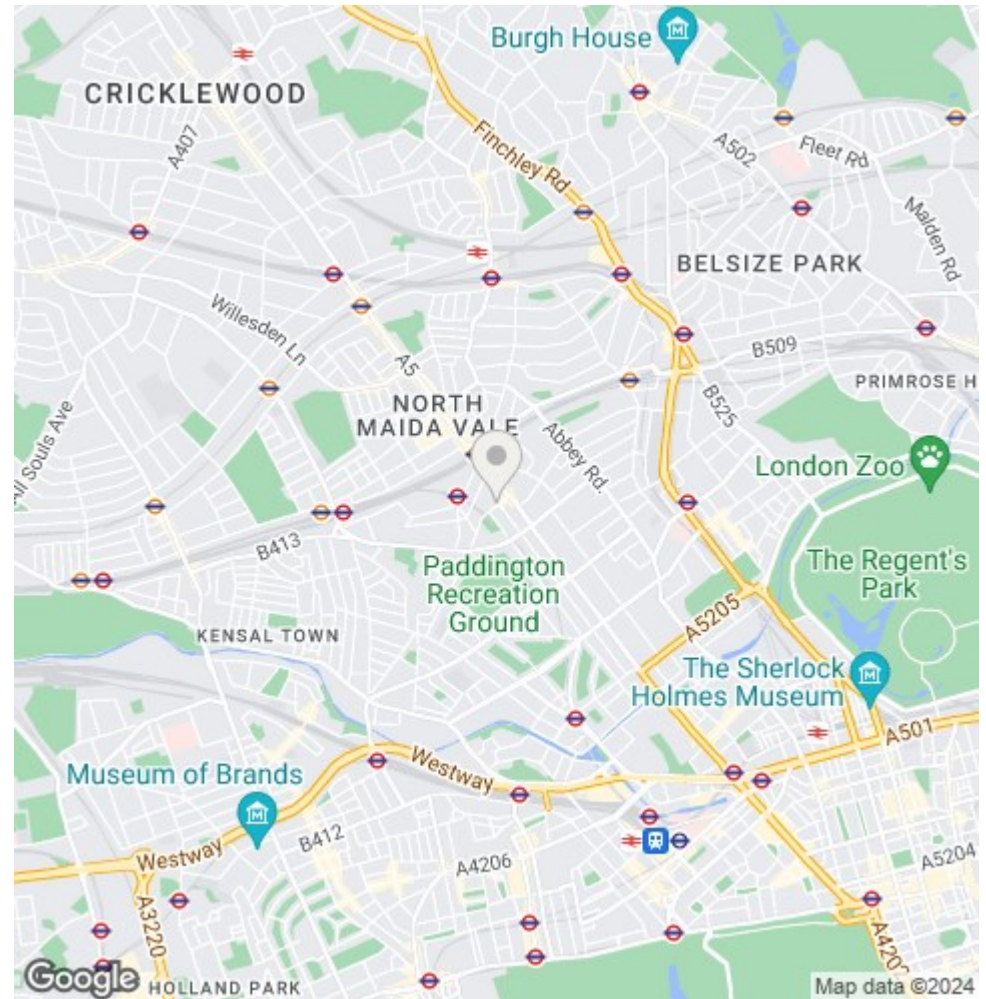 Burgh House
CRICKLEWOOD
A407
Finchley Rd
A502
Fleet Rd
Malden Rd
BELSIZE PARK
Willesden Ln
A5
B509
PRIMROSE H
All Souls Ave
NORTH
MAIDA VALE
Abbey Rd.
B525
London Zoo
B413
Paddington
Recreation
Ground
The Regent's
Park
KENSAL TOWN
A5205
The Sherlock
Holmes Museum
A501
Museum of Brands
Westway
B412
Westway
A4206
A5204
A3220
A4202
Google
HOLLAND PARK
Map data ©2024